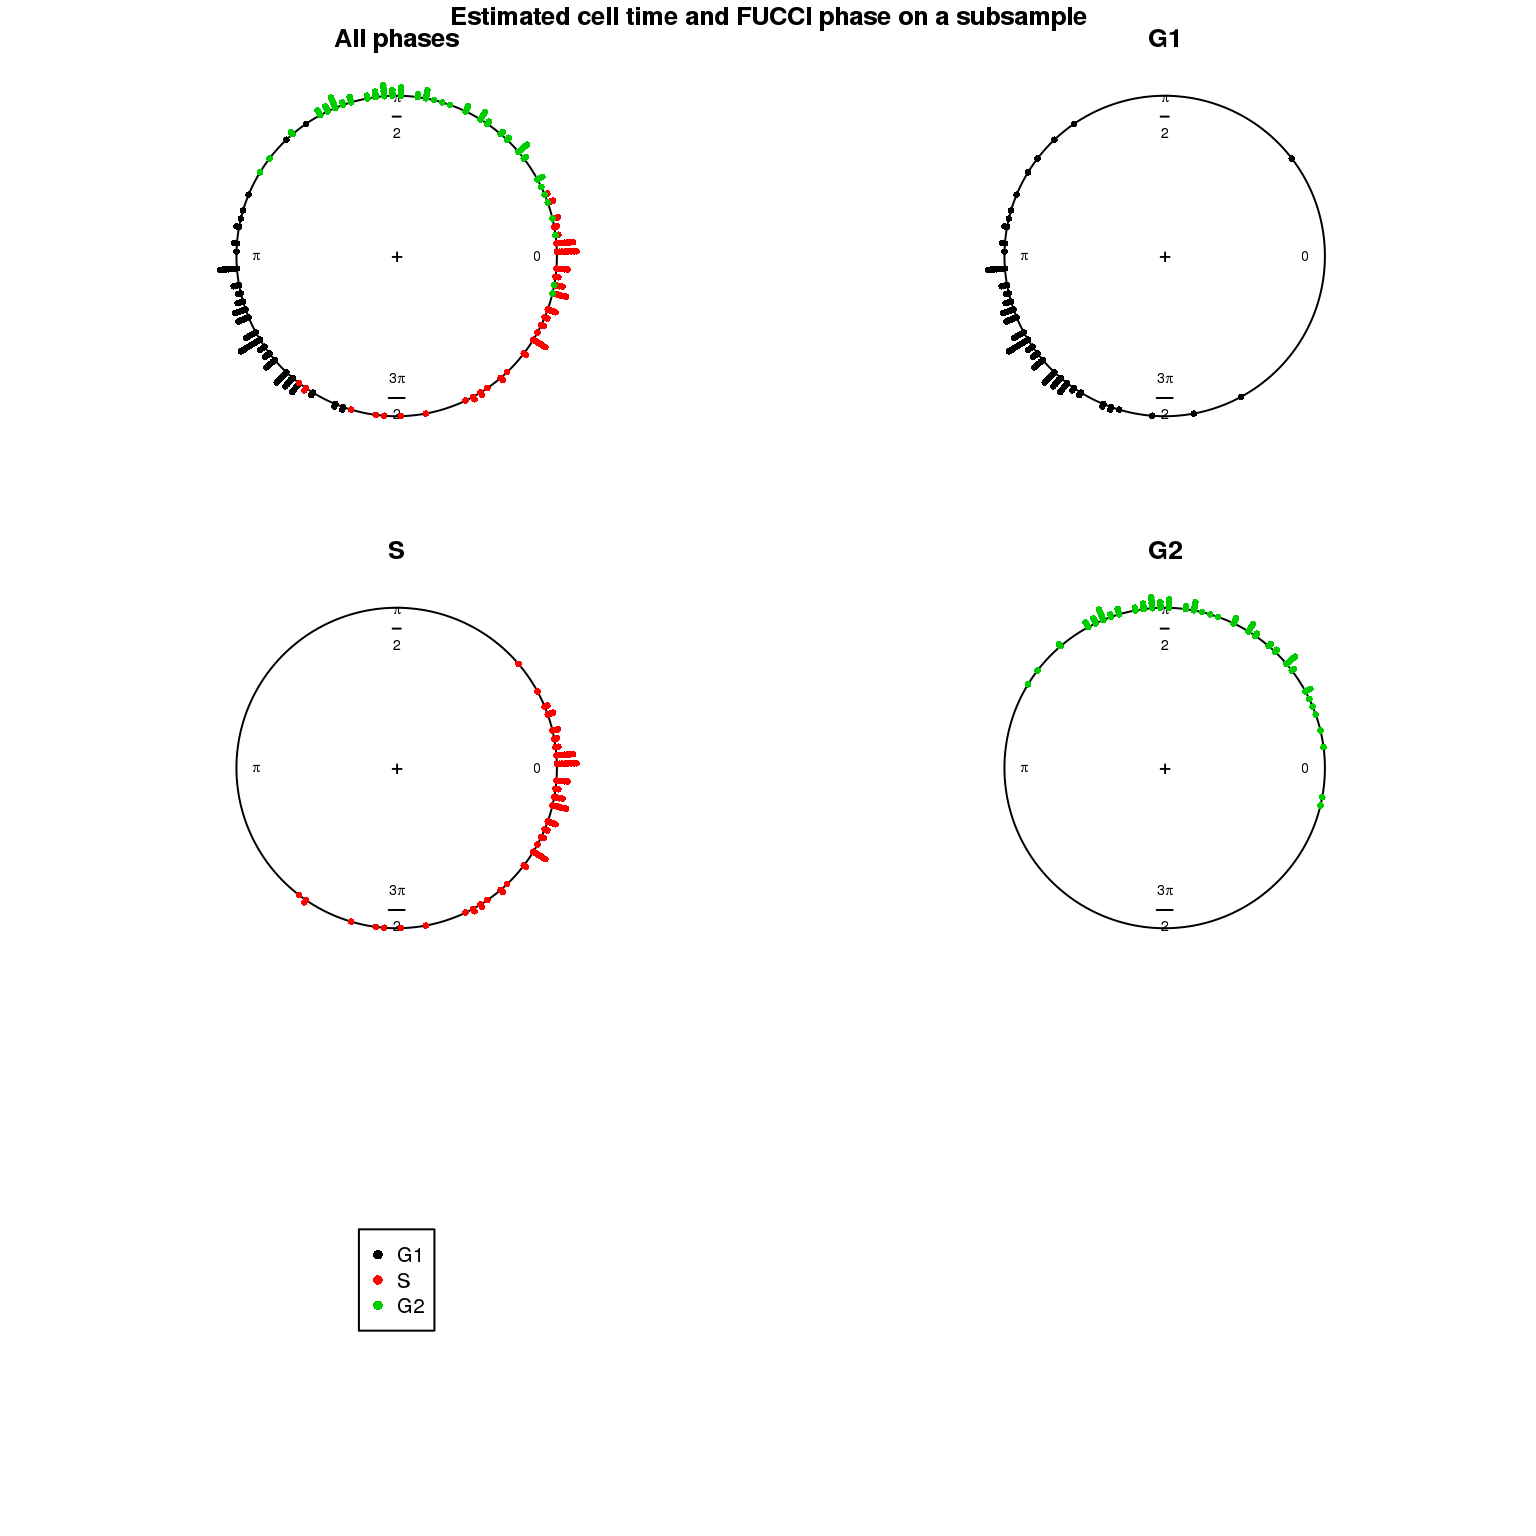 Estimated cell time and FUCCI phase on a subsample
All phases
G1
π
2
π
0
3π
2
π
2
π
0
3π
2
S
G2
π
2
π
0
3π
2
π
2
π
0
3π
2
G1
S
G2